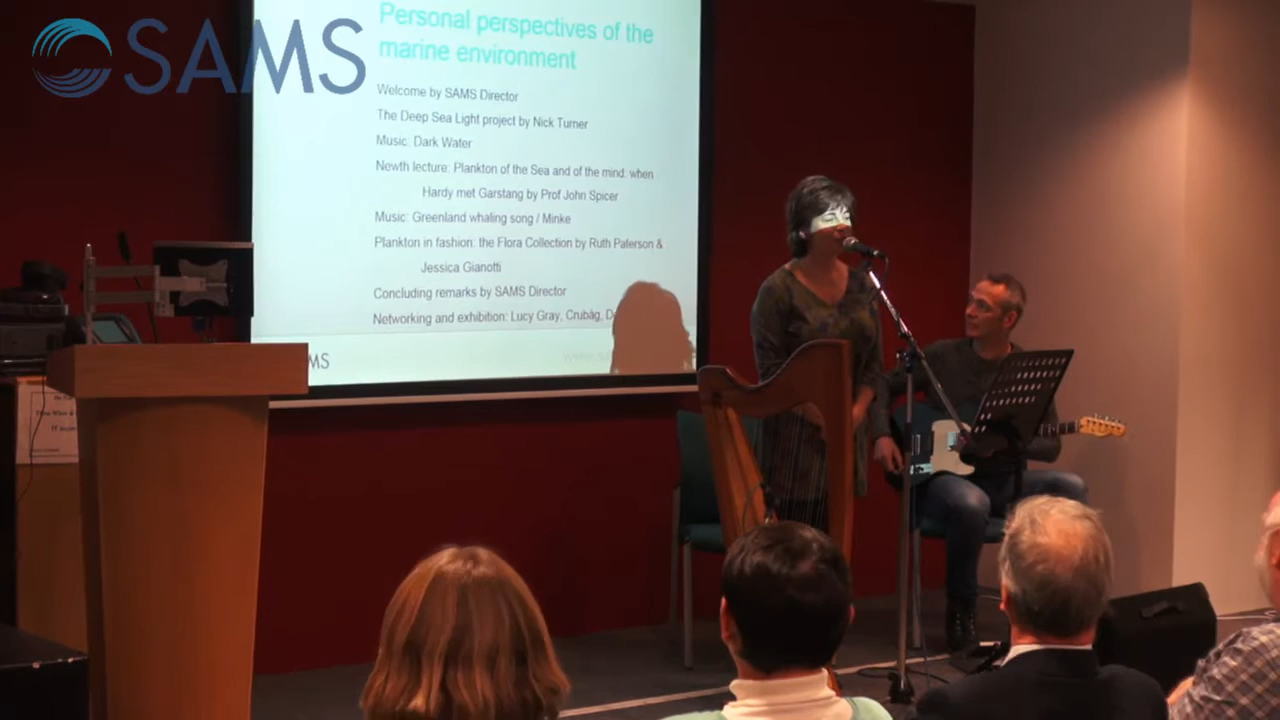 SAMS
Personal perspectives of the
marine environment
Welcome by SAMS Director
The Deep Sea Light project by Nick Turner
Music: Dark Water
Newth lecture: Plankton of the Sea and of the mind: when
Hardy met Garstang by Prof John Spicer
Music: Greenland whaling song / Minke
Plankton in fashion: the Flora Collection by Ruth Paterson &
Jessica Gianotti
Concluding remarks by SAMS Director
Networking and exhibition: Lucy Gray, Crubàg,
MS